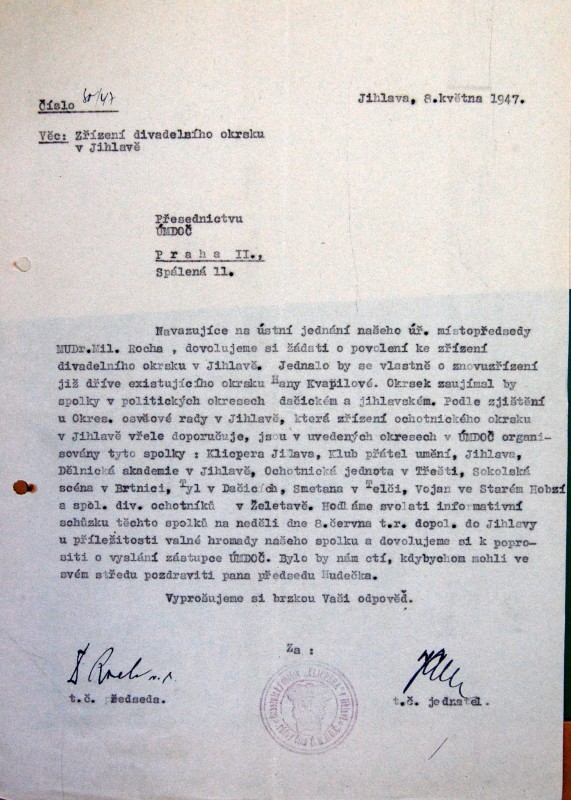 Číslo 80/47
Jihlava, 8.května 1947.
Věc: Zřízení divadelního okrsku
v Jihlavě
Přesednictvu
ÚMDOČ
Praha II.,
Spálená 11.
Navazujíce na ústní jednání našeho úř. místopředsedy
MUDr.Mil. Rocha , dovolujeme si žádati o povolení ke zřízení
divadelního okrsku v Jihlavě. Jednalo by se vlastně o znovuzřízení
již dříve existujícího okrsku Hany Kvapilové. Okrsek zaujímal by
spolky v politických okresech dačickém a jihlavském. Podle zjištění
u Okres. osvěové rady v Jihlavě, která zřízení ochotnického okrsku
v Jihlavě vřele doporučuje, jsou v uvedených okresech v ÚMDOČ organi-
sovány tyto spolky : Klicpera Jilava, Klub přátel umění, Jihlava,
Dělnická akademie v Jihlavě, Ochotnická jednota v Třešti, Sokolská
scéna v Brtnici, Tyl v Dačicích, Smetana v Telči, Vojan ve Starém Hobzí
a spol. div. ochotníků v Želetavě. Hodláme svolati informativní
schůzku těchto spolků na neděli dne 8.června t.r. dopol. do Jihlavy
u příležitosti valné hromady našeho spolku a dovolujeme si k popro-
siti o vyslání zástupce ÚMDOČ. Bylo by nám ctí, kdybychom mohli ve
svém středu pozdraviti pana předsedu Hudečka.
Vyprošujeme si brzkou Vaši odpověď.
Za :
t.č. předseda.
t.č. jednatel.